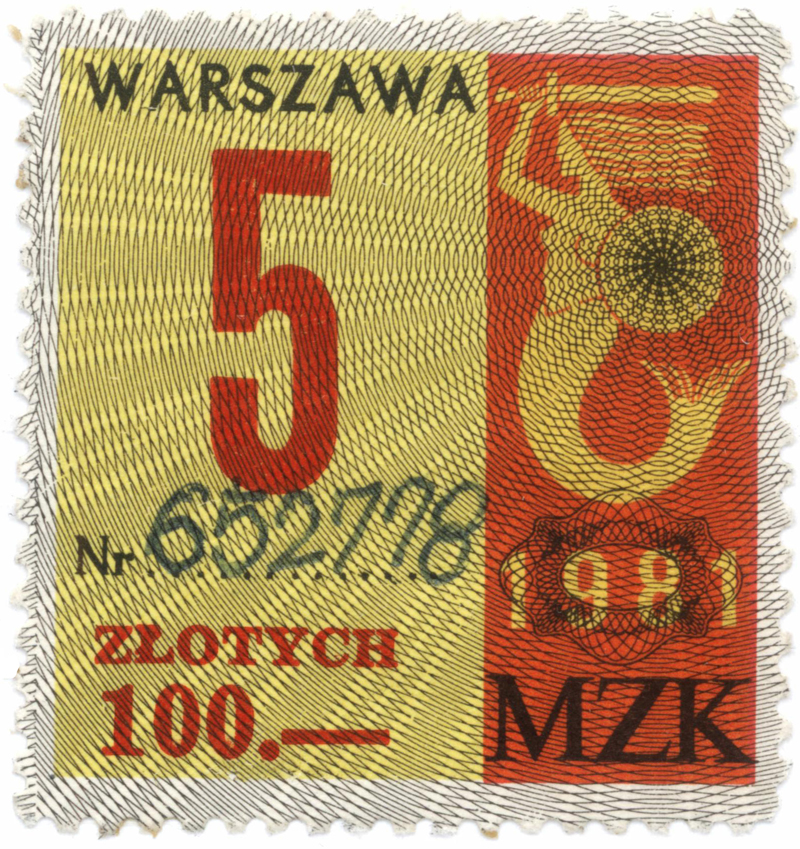 WARSZAWA
5
Nr 652778
ZŁOTYCH
100.—
1981
MZK